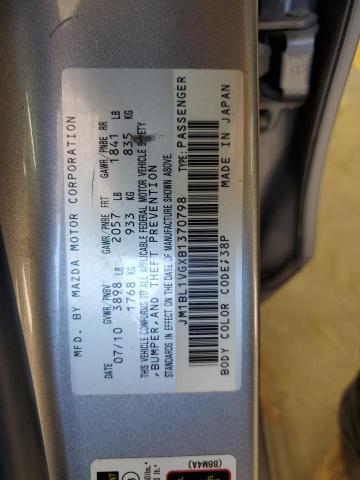 MFD. BY MAZDA MOTOR CORPORATION
GVWR/PNBV GAWR/PNBE FRT GAWR/PNBE RR
DATE 07/10 3898 LB 2057 LB 1841 LB
1768 KG 933 KG 835 KG
THIS VEHICLE CONFORMS TO ALL APPLICABLE FEDERAL MOTOR VEHICLE SAFETY
, BUMPER, AND THEFT PREVENTION
STANDARDS IN EFFECT ON THE DATE OF MANUFACTURE SHOWN ABOVE.
JM1BL1VGXB1370798 TYPE: PASSENGER
BODY COLOR CODE:38P MADE IN JAPAN
(BBM4A)